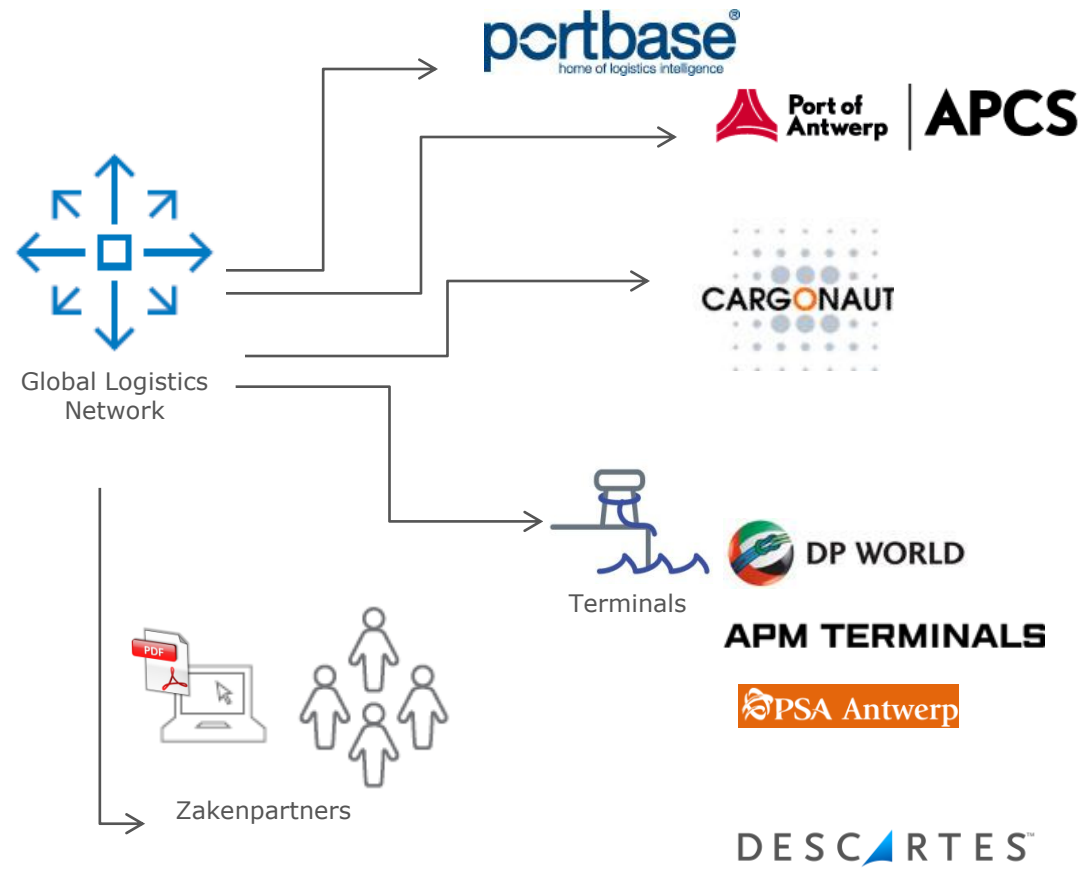 portbase®
home of logistics intelligence
Port of
Antwerp
APCS
CARGONAUT
Global Logistics
Network
Terminals
DP WORLD
APM TERMINALS
PSA Antwerp
PDF
Zakenpartners
DESCARTES™